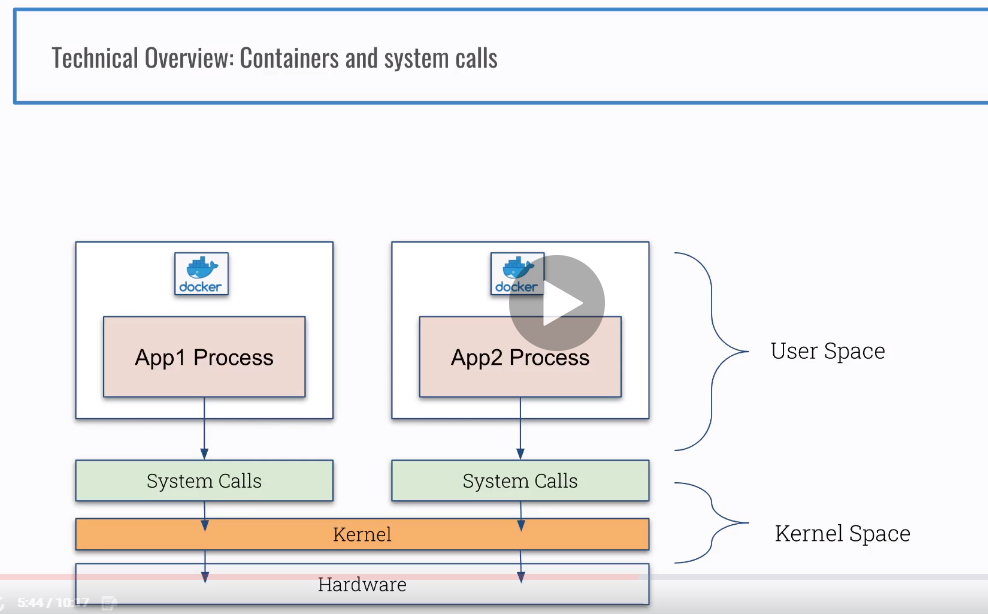 Technical Overview: Containers and system calls
docker
docker
App1 Process
App2 Process
User Space
System Calls
System Calls
Kernel
Kernel Space
Hardware
5:44 / 10:17